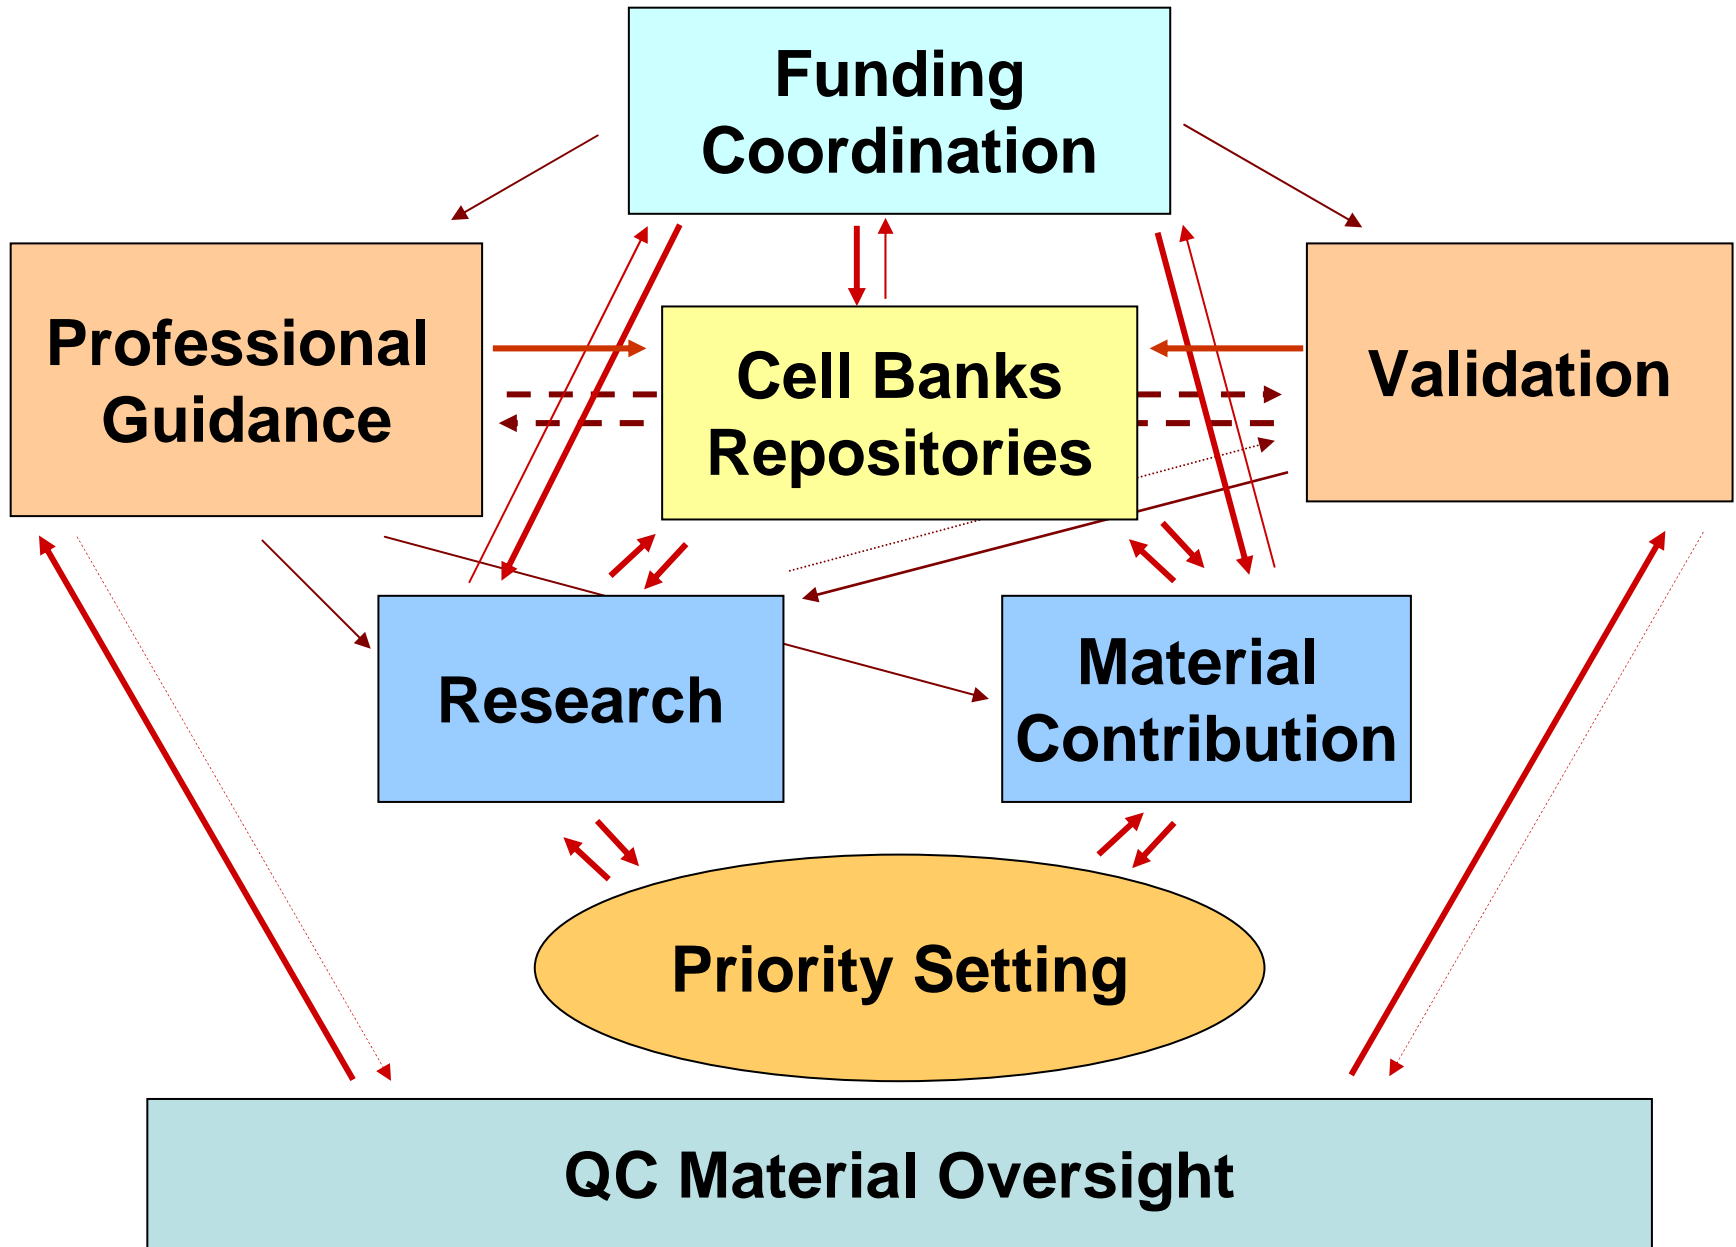 Funding
Coordination
Professional
Guidance
Cell Banks
Repositories
Validation
Research
Material
Contribution
Priority Setting
QC Material Oversight